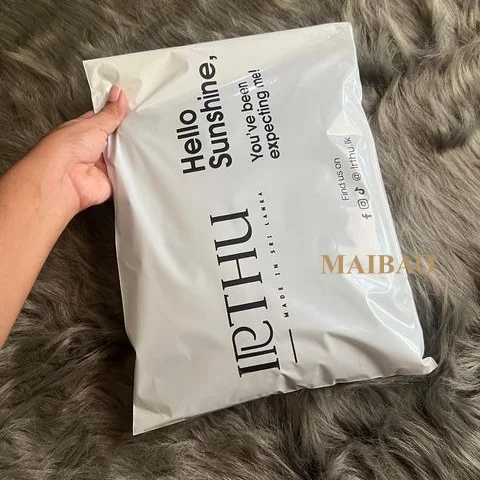 Hello
Sunshine,
You've been
expecting me!
IRTHU
MADE IN SRI LANKA
Find us on
@ Irthu.lk
MAIBAO